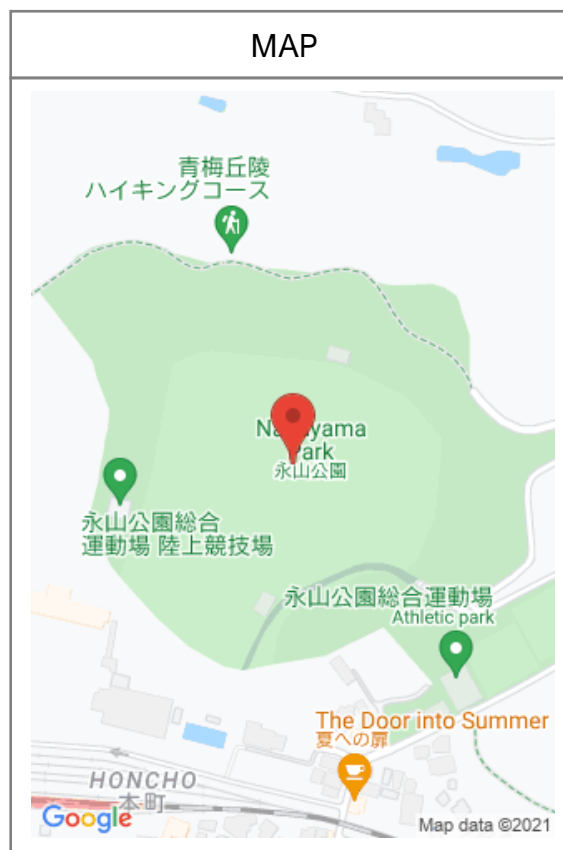 MAP
青梅丘陵
ハイキングコース
Park
永山公園
永山公園総合
運動場 陸上競技場
永山公園総合運動場
Athletic park
The Door into Summer
夏への扉
HONCHO
本町
Google
Map data ©2021